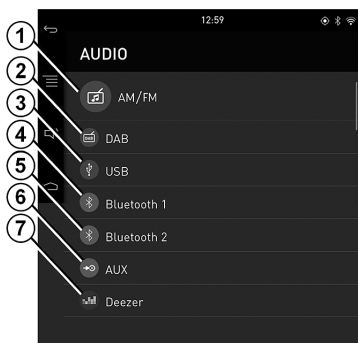 12:59
AUDIO
1
AM/FM
2
DAB
3
USB
4
Bluetooth 1
5
Bluetooth 2
6
AUX
7
Deezer